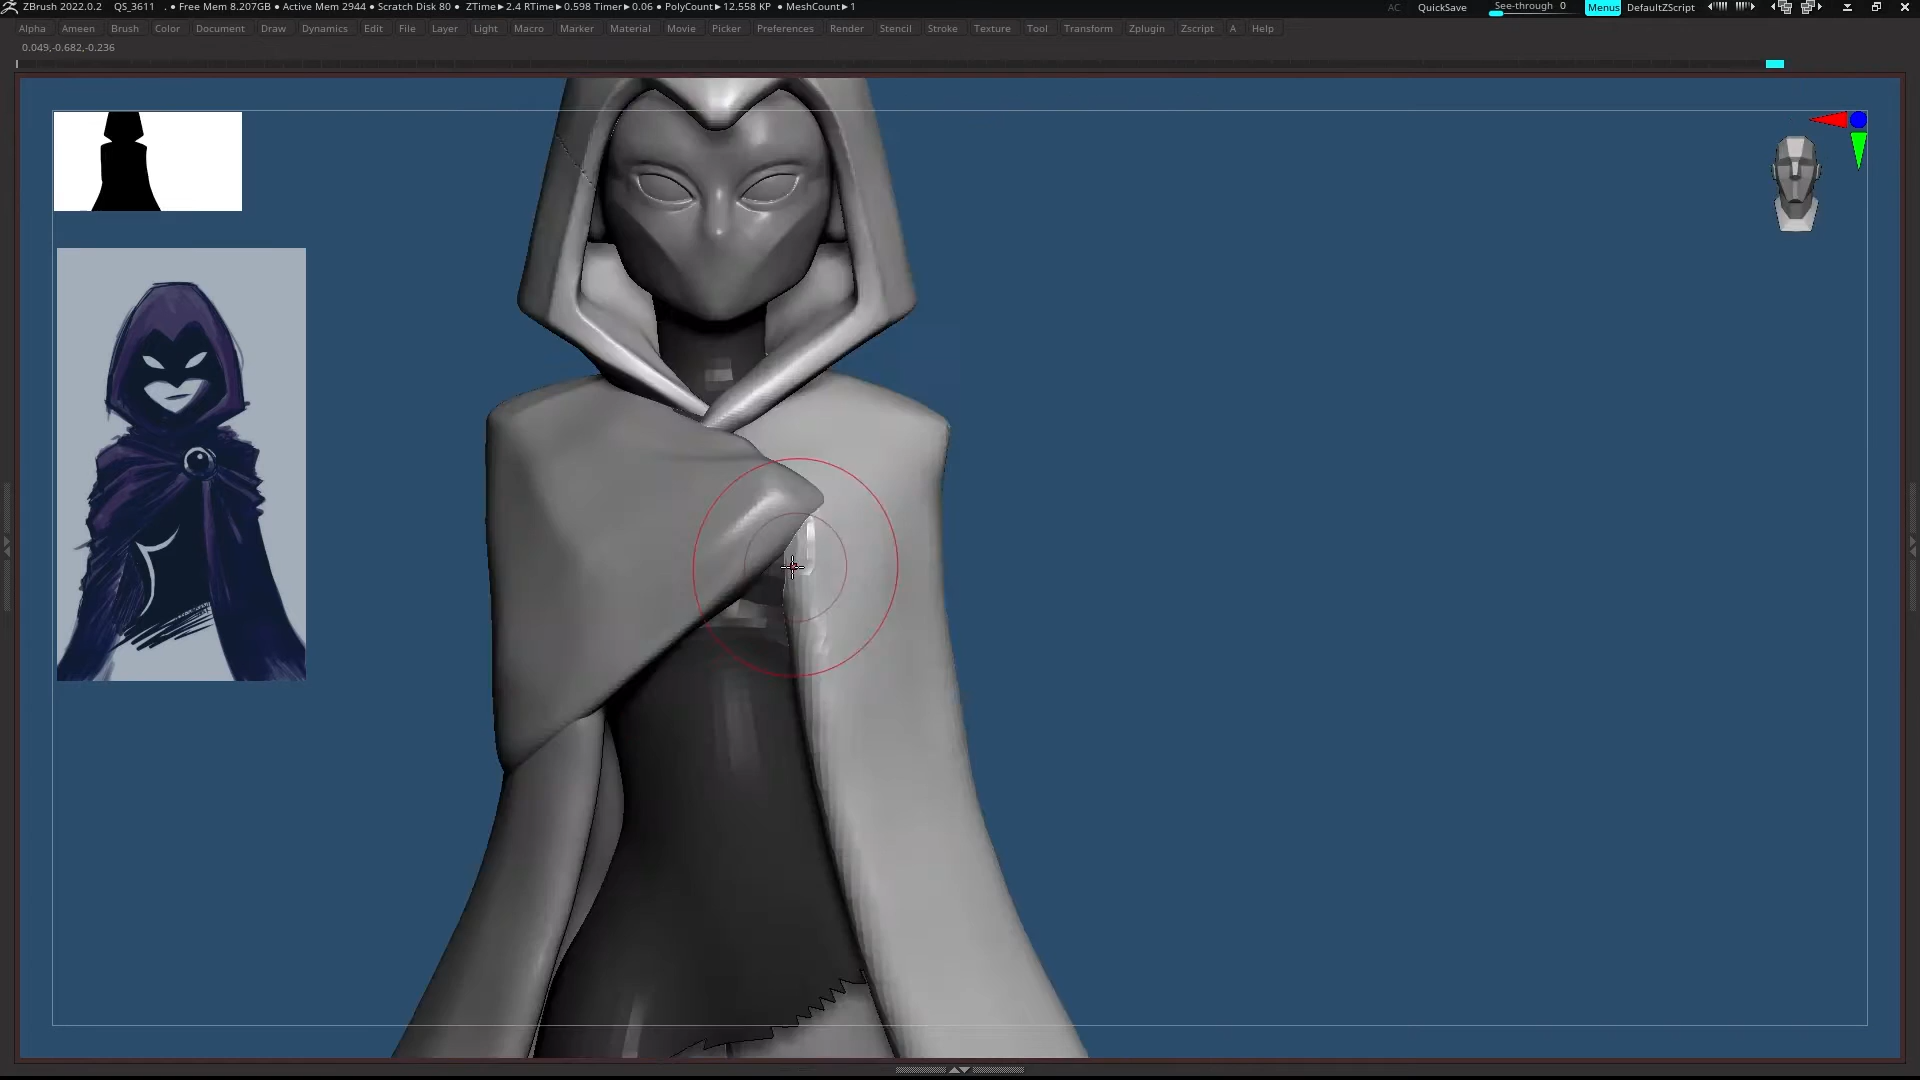 ZBrush 2022.0.2 QS_3611 . • Free Mem 8.207GB • Active Mem 2944 • Scratch Disk 80 • ZTime▶2.4 RTime▶0.598 Timer▶0.06 • PolyCount▶12.558 KP • MeshCount▶1 AC QuickSave See-through 0 Menus DefaultZScript
Alpha Ameen Brush Color Document Draw Dynamics Edit File Layer Light Macro Marker Material Movie Picker Preferences Render Stencil Stroke Texture Tool Transform Zplugin Zscript A Help
0.049,-0.682,-0.236